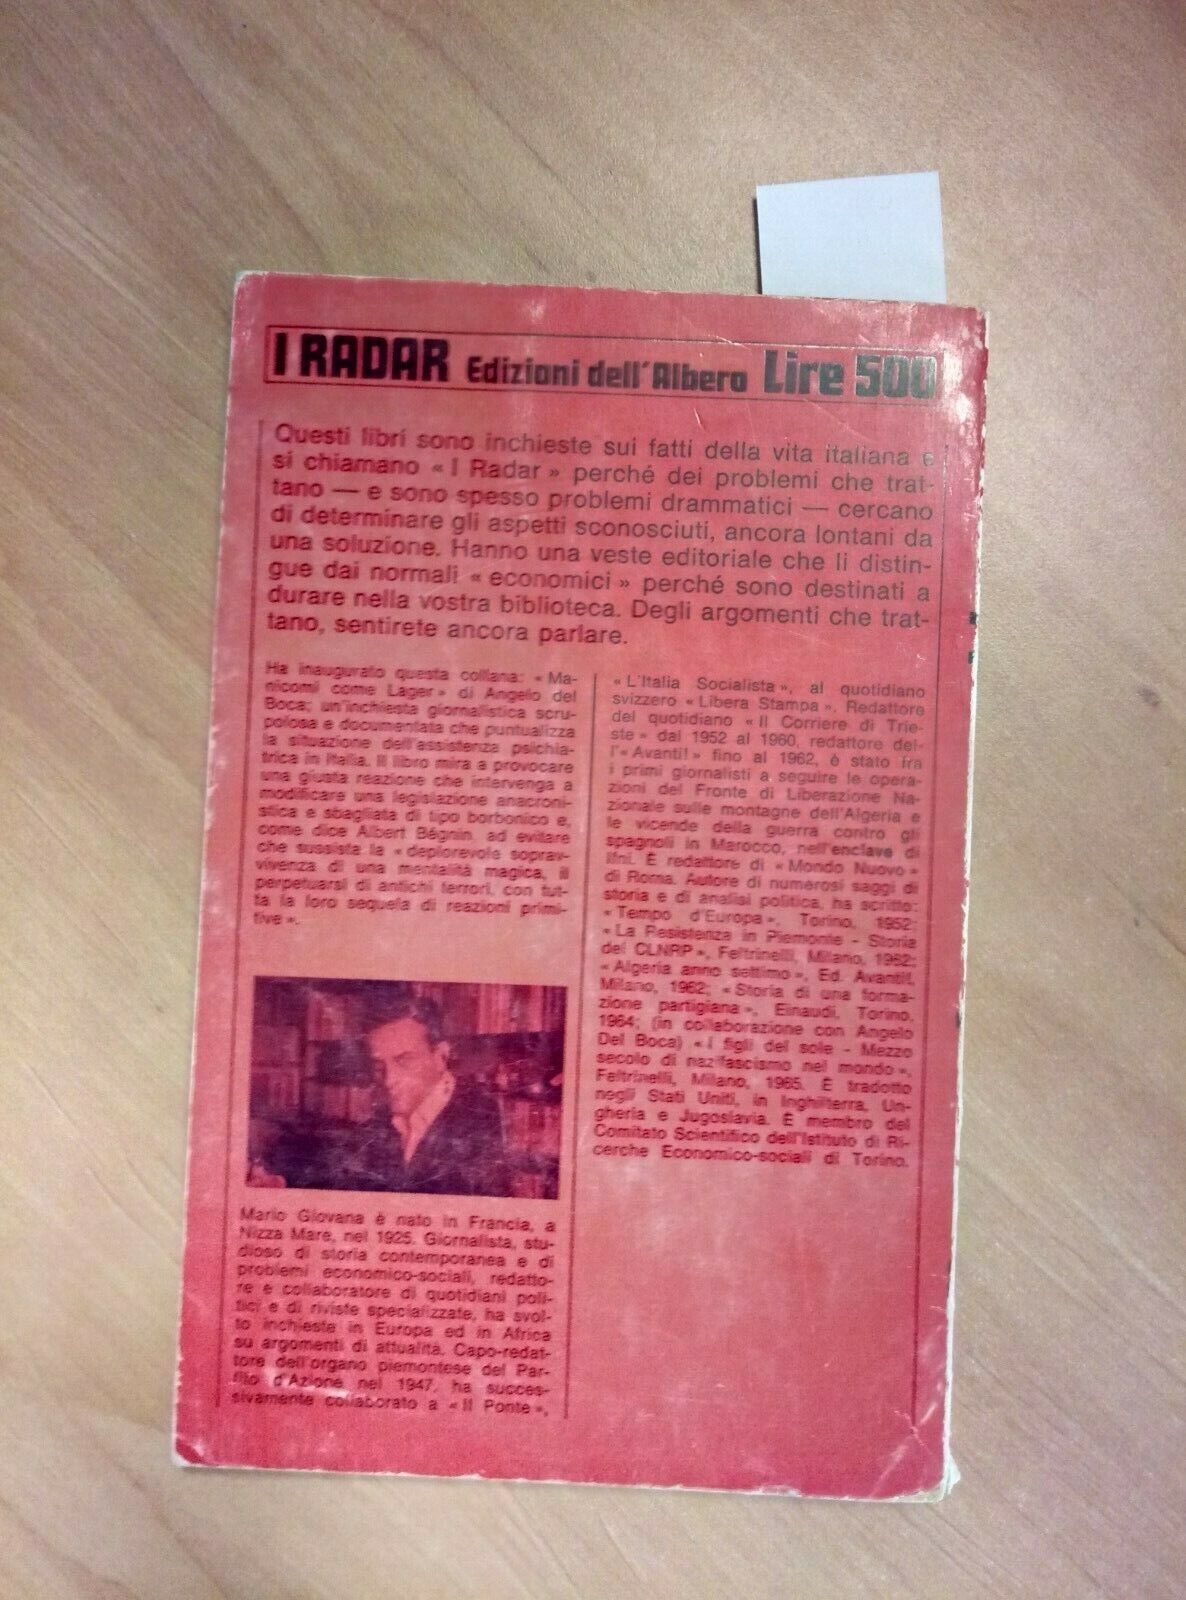 I RADAR Edizioni dell'Albero Lire 500
Questi libri sono inchieste sui fatti della vita italiana e
si chiamano « I Radar » perché dei problemi che trat-
tano — e sono spesso problemi drammatici — cercano
di determinare gli aspetti sconosciuti, ancora lontani da
una soluzione. Hanno una veste editoriale che li distin-
gue dai normali « economici » perché sono destinati a
durare nella vostra biblioteca. Degli argomenti che trat-
tano, sentirete ancora parlare.
Ha inaugurato questa collana: « Ma-
nicomi come Lager » di Angelo del
Boca; un'inchiesta giornalistica scru-
polosa e documentata che puntualizza
la situazione dell'assistenza psichia-
trica in Italia. Il libro mira a provocare
una giusta reazione che intervenga a
modificare una legislazione anacroni-
stica e sbagliata di tipo borbonico e,
come dice Albert Bégnin, ad evitare
che sussista la « deplorevole soprav-
vivenza di una mentalità magica, il
perpetuarsi di antichi terrori, con tut-
ta la loro sequela di reazioni primi-
tive ».
Mario Giovana è nato in Francia, a
Nizza Mare, nel 1925. Giornalista, stu-
dioso di storia contemporanea e di
problemi economico-sociali, redatto-
re e collaboratore di quotidiani poli-
tici e di riviste specializzate, ha svol-
to inchieste in Europa ed in Africa
su argomenti di attualità. Capo-redat-
tore dell'organo piemontese del Par-
tito d'Azione nel 1947, ha succes-
sivamente collaborato a « Il Ponte »,
« L'Italia Socialista », al quotidiano
svizzero « Libera Stampa ». Redattore
del quotidiano « Il Corriere di Trie-
ste » dal 1952 al 1960, redattore del-
l'« Avanti! » fino al 1962, è stato fra
i primi giornalisti a seguire le opera-
zioni del Fronte di Liberazione Na-
zionale sulle montagne dell'Algeria e
le vicende della guerra contro gli
spagnoli in Marocco, nell'enclave di
Ifni. È redattore di « Mondo Nuovo »
di Roma. Autore di numerosi saggi di
storia e di analisi politica, ha scritto:
« Tempo d'Europa », Torino, 1952;
« La Resistenza in Piemonte - Storia
del CLNRP », Feltrinelli, Milano, 1962;
« Algeria anno settimo », Ed. Avanti!,
Milano, 1962; « Storia di una forma-
zione partigiana », Einaudi, Torino,
1964; (in collaborazione con Angelo
Del Boca) « I figli del sole - Mezzo
secolo di nazifascismo nel mondo »,
Feltrinelli, Milano, 1965. È tradotto
negli Stati Uniti, in Inghilterra, Un-
gheria e Jugoslavia. È membro del
Comitato Scientifico dell'Istituto di Ri-
cerche Economico-sociali di Torino.